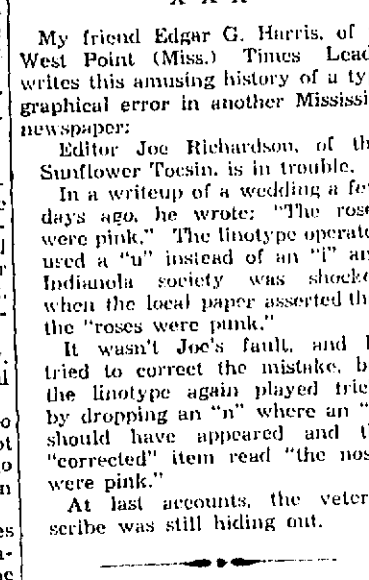 My friend Edgar G. Harris, of
West Point (Miss.) Times Lead
writes this amusing history of a ty
graphical error in another Mississi
newspaper:
Editor Joe Richardson, of th
Sunflower Tocsin, is in trouble.
In a writeup of a wedding a fe
days ago, he wrote: "The rose
were pink." The linotype operato
used a "u" instead of an "i" an
Indianola society was shocke
when the local paper asserted th
the "roses were punk."
It wasn't Joe's fault, and h
tried to correct the mistake, b
the linotype again played tric
by dropping an "n" where an "
should have appeared and t
"corrected" item read "the nos
were pink."
At last accounts, the veter
scribe was still hiding out.